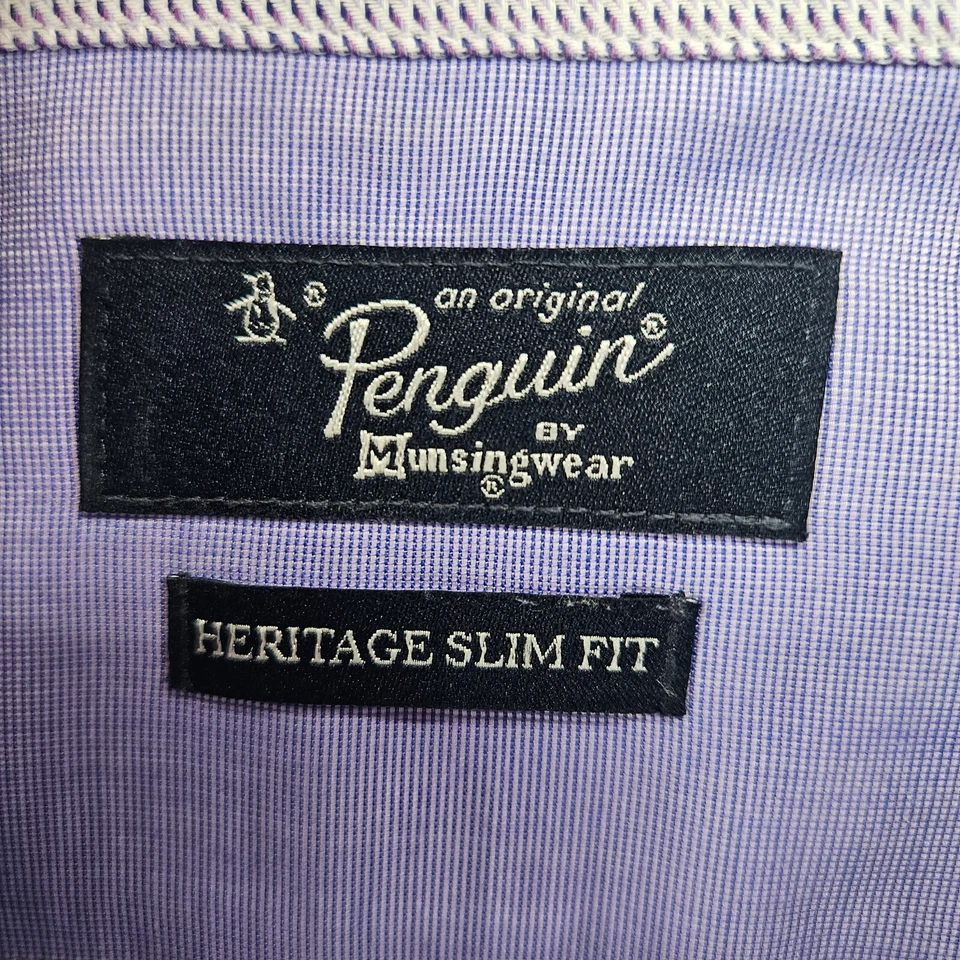 ® an original
Penguin®
BY
Munsingwear
®
HERITAGE SLIM FIT